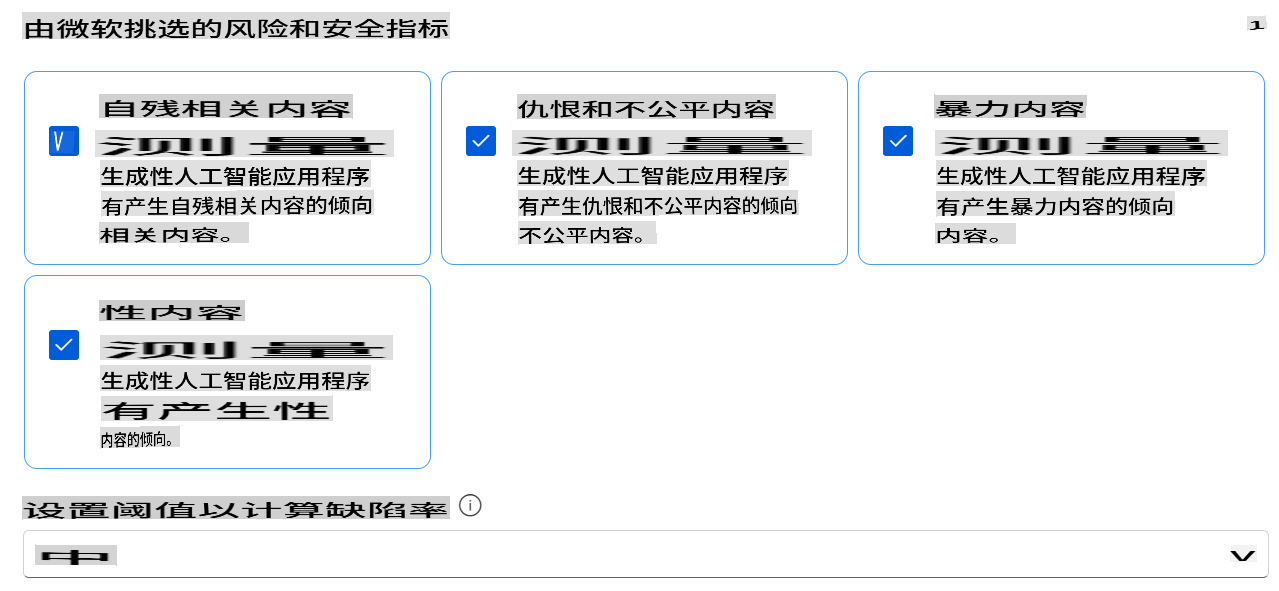 由微软挑选的风险和安全指标
1
自残相关内容
测量
生成性人工智能应用程序
有产生自残相关内容的倾向
相关内容。
仇恨和不公平内容
测量
生成性人工智能应用程序
有产生仇恨和不公平内容的倾向
不公平内容。
暴力内容
测量
生成性人工智能应用程序
有产生暴力内容的倾向
内容。
V
性内容
测量
生成性人工智能应用程序
有产生性
内容的倾向。
设置阈值以计算缺陷率
中